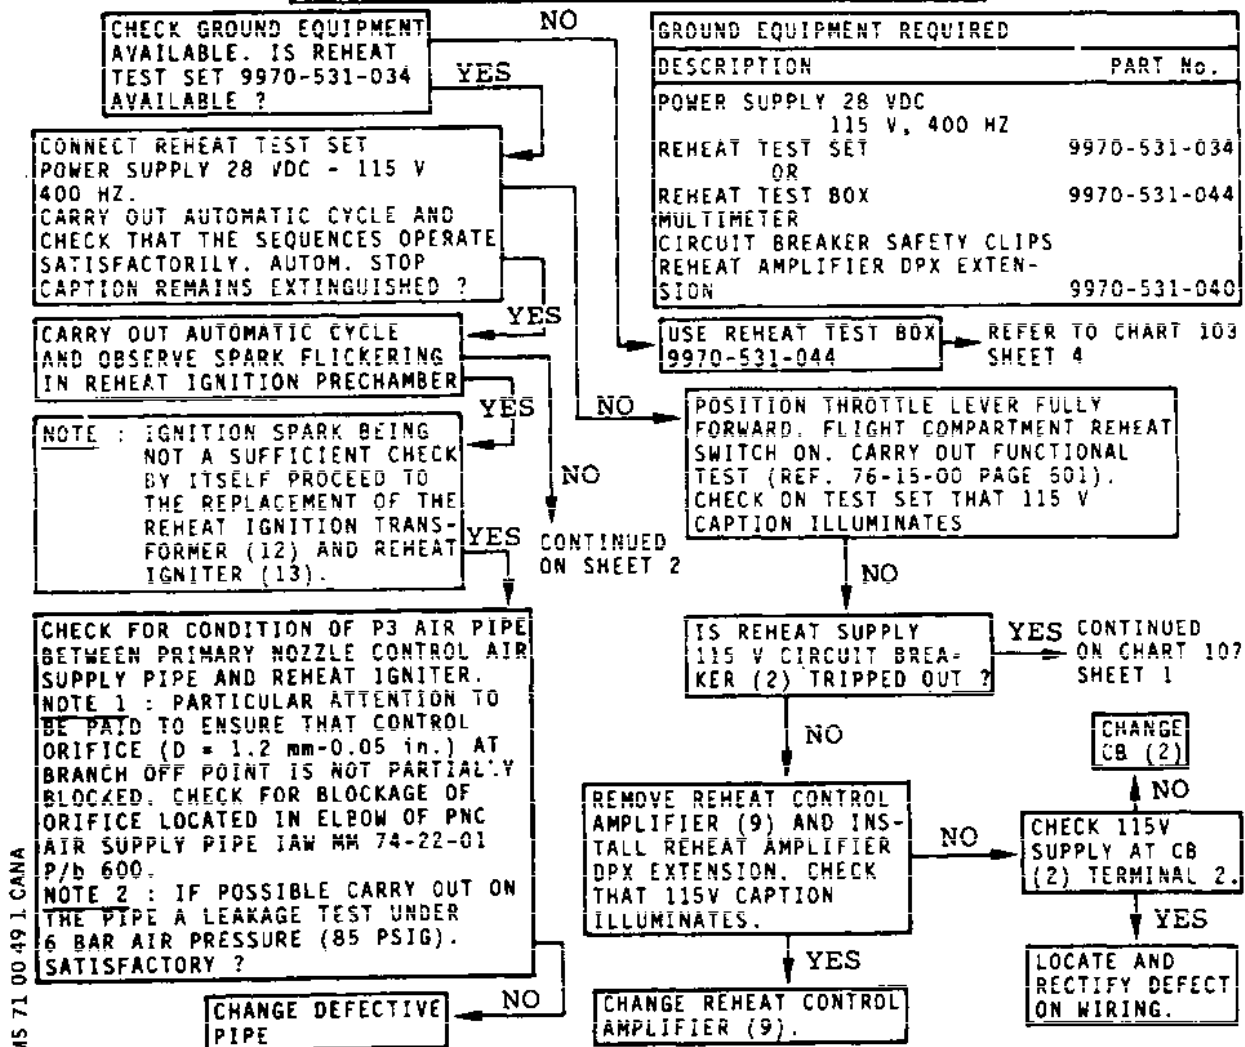 CHECK GROUND EQUIPMENT
AVAILABLE. IS REHEAT
TEST SET 9970-531-034
AVAILABLE ?
NO
YES
GROUND EQUIPMENT REQUIRED
DESCRIPTION PART No.
POWER SUPPLY 28 VDC
115 V, 400 HZ
REHEAT TEST SET 9970-531-034
OR
REHEAT TEST BOX 9970-531-044
MULTIMETER
CIRCUIT BREAKER SAFETY CLIPS
REHEAT AMPLIFIER DPX EXTEN-
SION 9970-531-040
CONNECT REHEAT TEST SET
POWER SUPPLY 28 VDC - 115 V
400 HZ.
CARRY OUT AUTOMATIC CYCLE AND
CHECK THAT THE SEQUENCES OPERATE
SATISFACTORILY. AUTOM. STOP
CAPTION REMAINS EXTINGUISHED ?
YES
NO
USE REHEAT TEST BOX
9970-531-044
REFER TO CHART 103
SHEET 4
CARRY OUT AUTOMATIC CYCLE
AND OBSERVE SPARK FLICKERING
IN REHEAT IGNITION PRECHAMBER
YES
NO
CONTINUED
ON SHEET 2
NOTE : IGNITION SPARK BEING
NOT A SUFFICIENT CHECK
BY ITSELF PROCEED TO
THE REPLACEMENT OF THE
REHEAT IGNITION TRANS-
FORMER (12) AND REHEAT
IGNITER (13).
YES
POSITION THROTTLE LEVER FULLY
FORWARD. FLIGHT COMPARTMENT REHEAT
SWITCH ON. CARRY OUT FUNCTIONAL
TEST (REF. 76-15-00 PAGE 501).
CHECK ON TEST SET THAT 115 V
CAPTION ILLUMINATES
NO
IS REHEAT SUPPLY
115 V CIRCUIT BREA-
KER (2) TRIPPED OUT ?
YES
CONTINUED
ON CHART 107
SHEET 1
NO
CHECK FOR CONDITION OF P3 AIR PIPE
BETWEEN PRIMARY NOZZLE CONTROL AIR
SUPPLY PIPE AND REHEAT IGNITER.
NOTE 1 : PARTICULAR ATTENTION TO
BE PAID TO ENSURE THAT CONTROL
ORIFICE (D = 1.2 mm-0.05 in.) AT
BRANCH OFF POINT IS NOT PARTIALLY
BLOCKED. CHECK FOR BLOCKAGE OF
ORIFICE LOCATED IN ELBOW OF PNC
AIR SUPPLY PIPE IAW MM 74-22-01
P/b 600.
NOTE 2 : IF POSSIBLE CARRY OUT ON
THE PIPE A LEAKAGE TEST UNDER
6 BAR AIR PRESSURE (85 PSIG).
SATISFACTORY ?
NO
CHANGE DEFECTIVE
PIPE
REMOVE REHEAT CONTROL
AMPLIFIER (9) AND INS-
TALL REHEAT AMPLIFIER
DPX EXTENSION. CHECK
THAT 115V CAPTION
ILLUMINATES.
NO
YES
CHANGE REHEAT CONTROL
AMPLIFIER (9).
CHANGE
CB (2)
NO
CHECK 115V
SUPPLY AT CB
(2) TERMINAL 2.
YES
LOCATE AND
RECTIFY DEFECT
ON WIRING.
MS 71 00 49 1 CANA